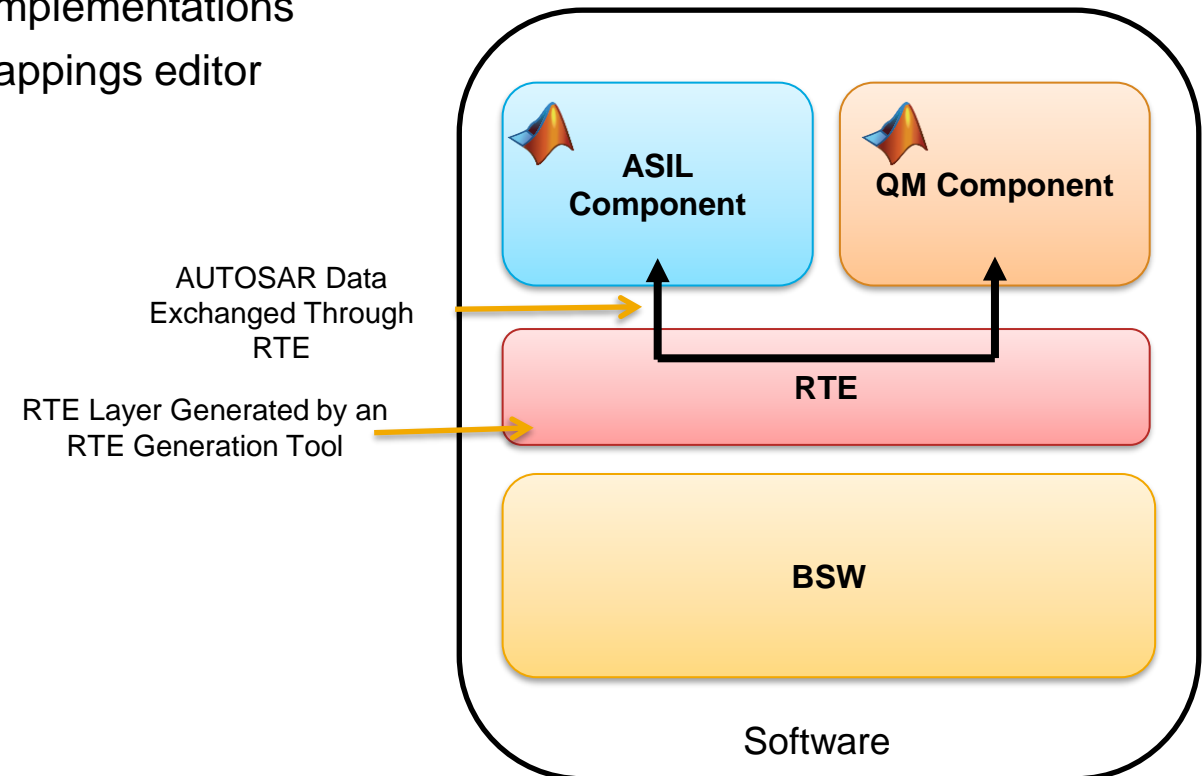 mplementations
appings editor
ASIL
Component
QM Component
AUTOSAR Data
Exchanged Through
RTE
RTE
RTE Layer Generated by an
RTE Generation Tool
BSW
Software